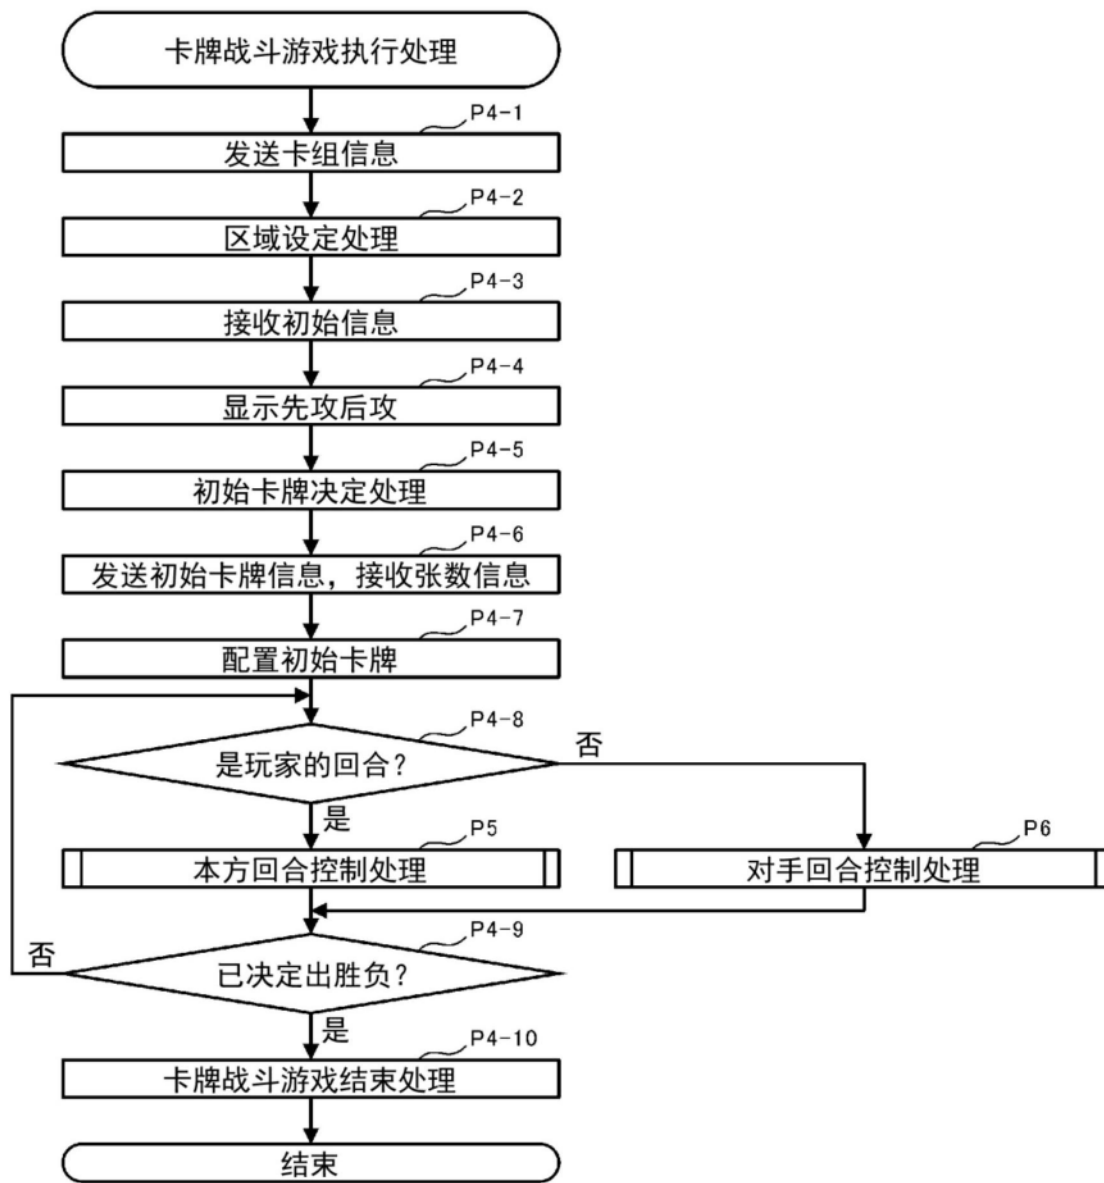 卡牌战斗游戏执行处理
P4-1
发送卡组信息
P4-2
区域设定处理
P4-3
接收初始信息
P4-4
显示先攻后攻
P4-5
初始卡牌决定处理
P4-6
发送初始卡牌信息，接收张数信息
P4-7
配置初始卡牌
P4-8
是玩家的回合？
否
是
P5
本方回合控制处理
P6
对手回合控制处理
P4-9
已决定出胜负？
否
是
P4-10
卡牌战斗游戏结束处理
结束